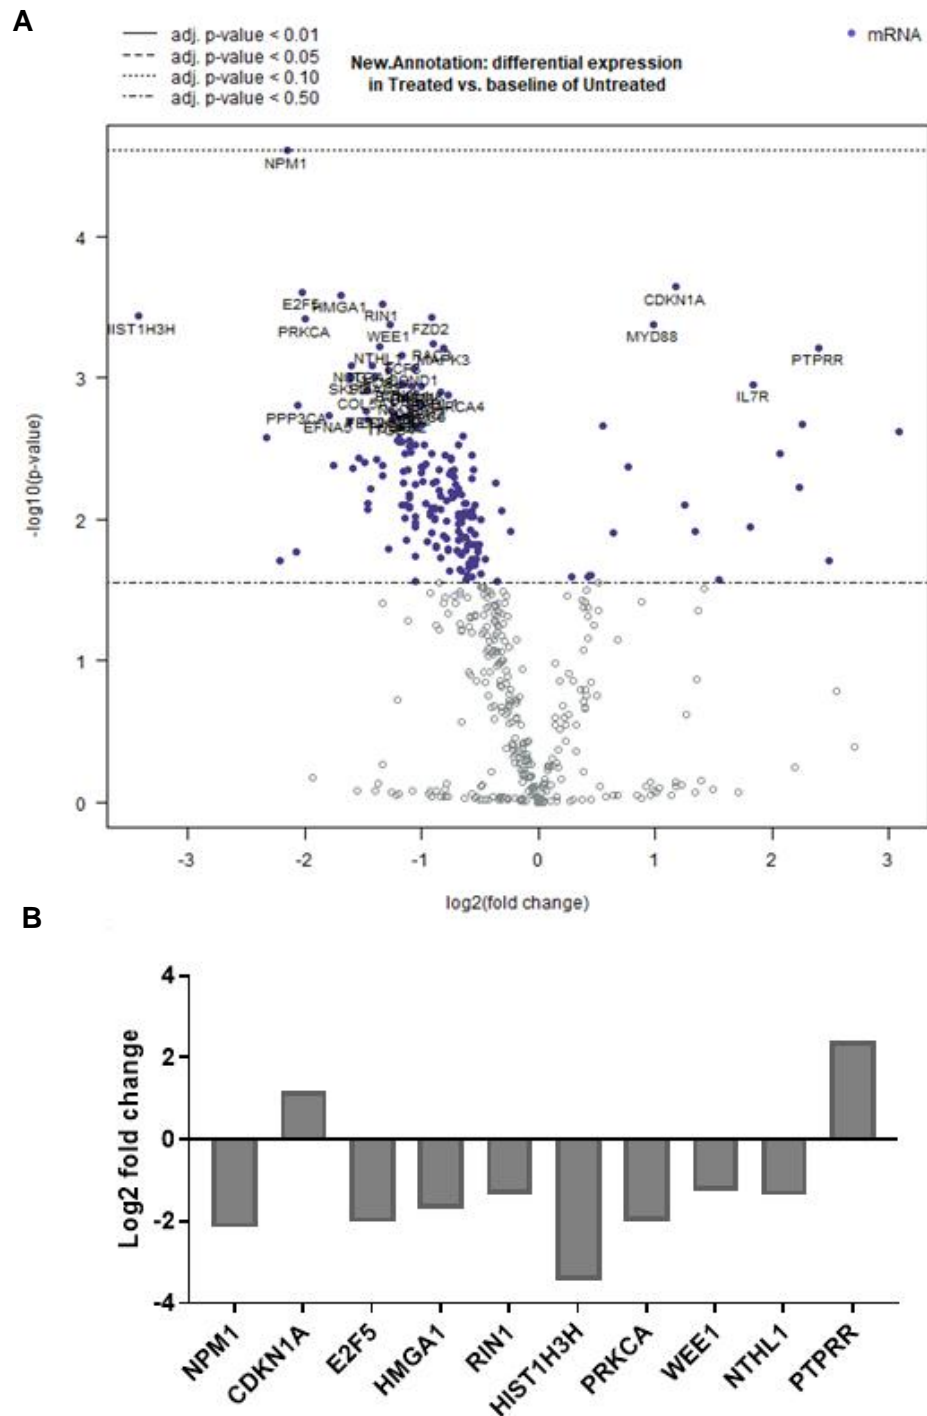 A
adj. p-value < 0.01
adj. p-value < 0.05
adj. p-value < 0.10
adj. p-value < 0.50
New.Annotation: differential expression
in Treated vs. baseline of Untreated
mRNA
-log10(p-value)
4
3
2
1
0
NPM1
CDKN1A
E2F5
HMGA1
RIN1
FZD2
IIST1H3H
PRKCA
WEE1
MYD88
NTHL1
MAPK3
PTPRR
IL7R
PPP3CA
EFNA5
-3
-2
-1
0
1
2
3
log2(fold change)
B
Log2 fold change
4
2
0
-2
-4
NPM1
CDKN1A
E2F5
HMGA1
RIN1
HIST1H3H
PRKCA
WEE1
NTHL1
PTPRR